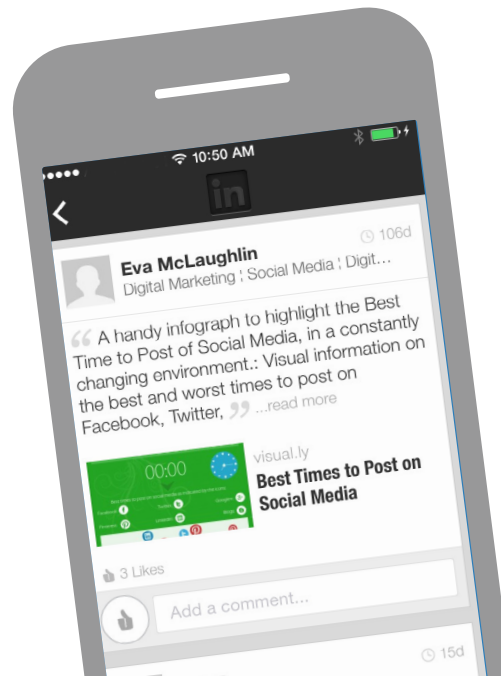 10:50 AM
in
Eva McLaughlin
106d
Digital Marketing ¦ Social Media ¦ Digit...
“ A handy infograph to highlight the Best
Time to Post of Social Media, in a constantly
changing environment.: Visual information on
the best and worst times to post on
Facebook, Twitter, ” ...read more
00:00
visual.ly
Best Times to Post on
Social Media
3 Likes
Add a comment...
15d